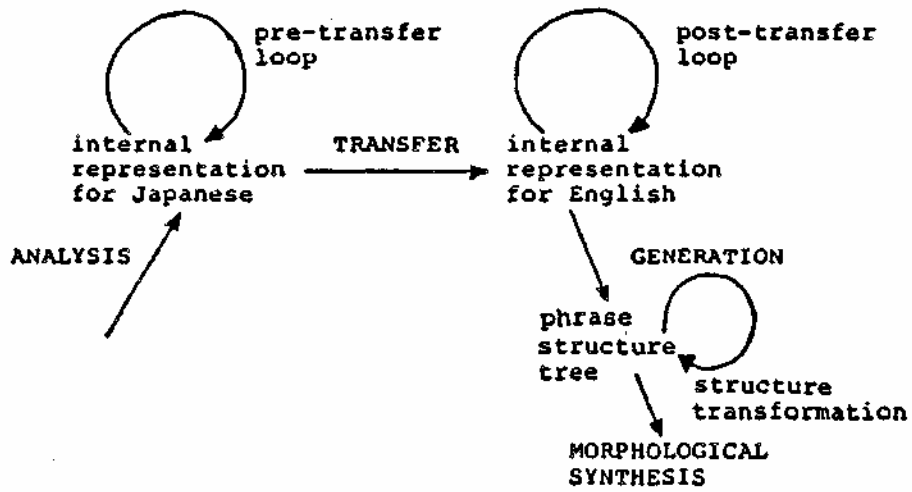 pre-transfer
loop
post-transfer
loop
internal
representation
for Japanese
TRANSFER
internal
representation
for English
ANALYSIS
GENERATION
phrase
structure
tree
structure
transformation
MORPHOLOGICAL
SYNTHESIS